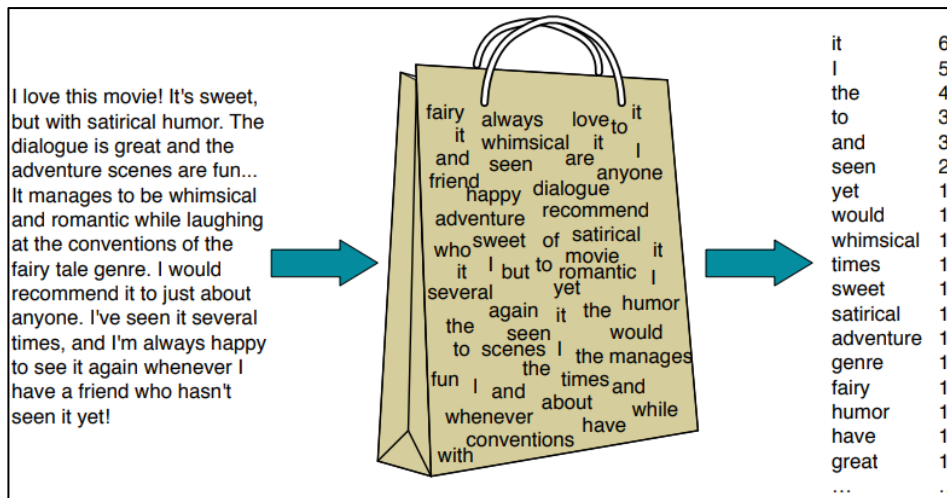 I love this movie! It's sweet,
but with satirical humor. The
dialogue is great and the
adventure scenes are fun...
It manages to be whimsical
and romantic while laughing
at the conventions of the
fairy tale genre. I would
recommend it to just about
anyone. I've seen it several
times, and I'm always happy
to see it again whenever I
have a friend who hasn't
seen it yet!
fairy always love to it
it whimsical it I
and seen are anyone
friend happy dialogue
adventure recommend
who sweet of satirical it
it I but to romantic movie I
several yet
again it the humor
the seen would
to scenes I the manages
the
fun I and times and
about
whenever have while
conventions
with
it 6
I 5
the 4
to 3
and 3
seen 2
yet 1
would 1
whimsical 1
times 1
sweet 1
satirical 1
adventure 1
genre 1
fairy 1
humor 1
have 1
great 1
... ..